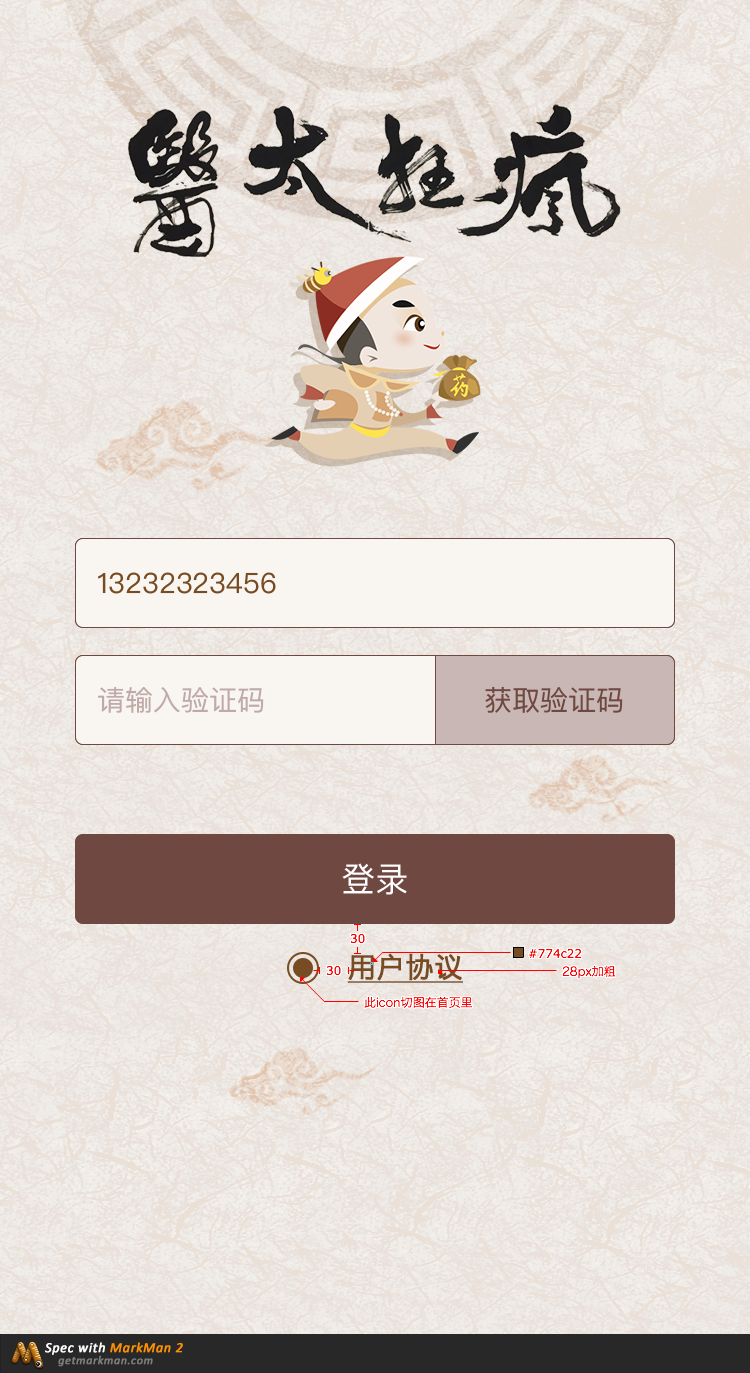 醫太狂瘋
药
13232323456
请输入验证码
获取验证码
登录
30
#774c22
30
用户协议
28px加粗
此icon切图在首页里
Spec with MarkMan 2
getmarkman.com